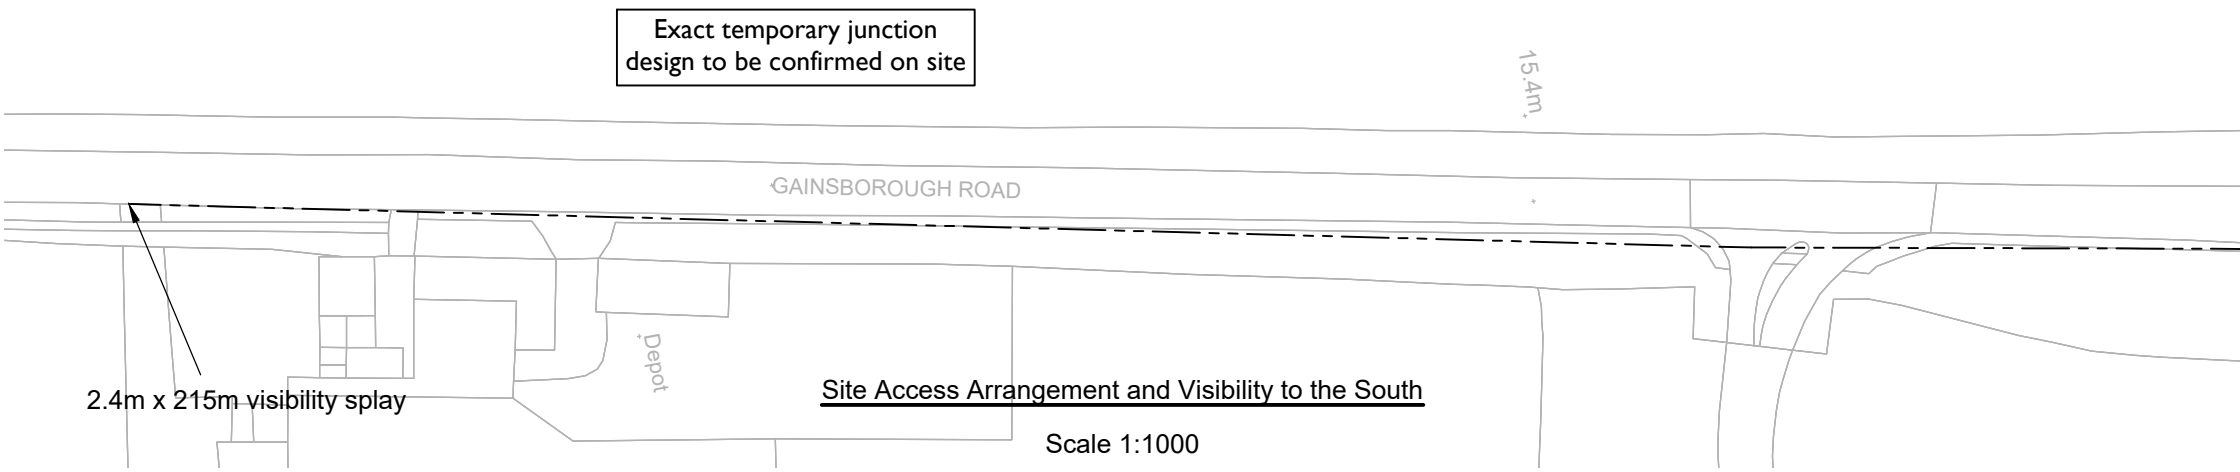 Exact temporary junction
design to be confirmed on site
15.4m
GAINSBOROUGH ROAD
Depot
2.4m x 215m visibility splay
Site Access Arrangement and Visibility to the South
Scale 1:1000